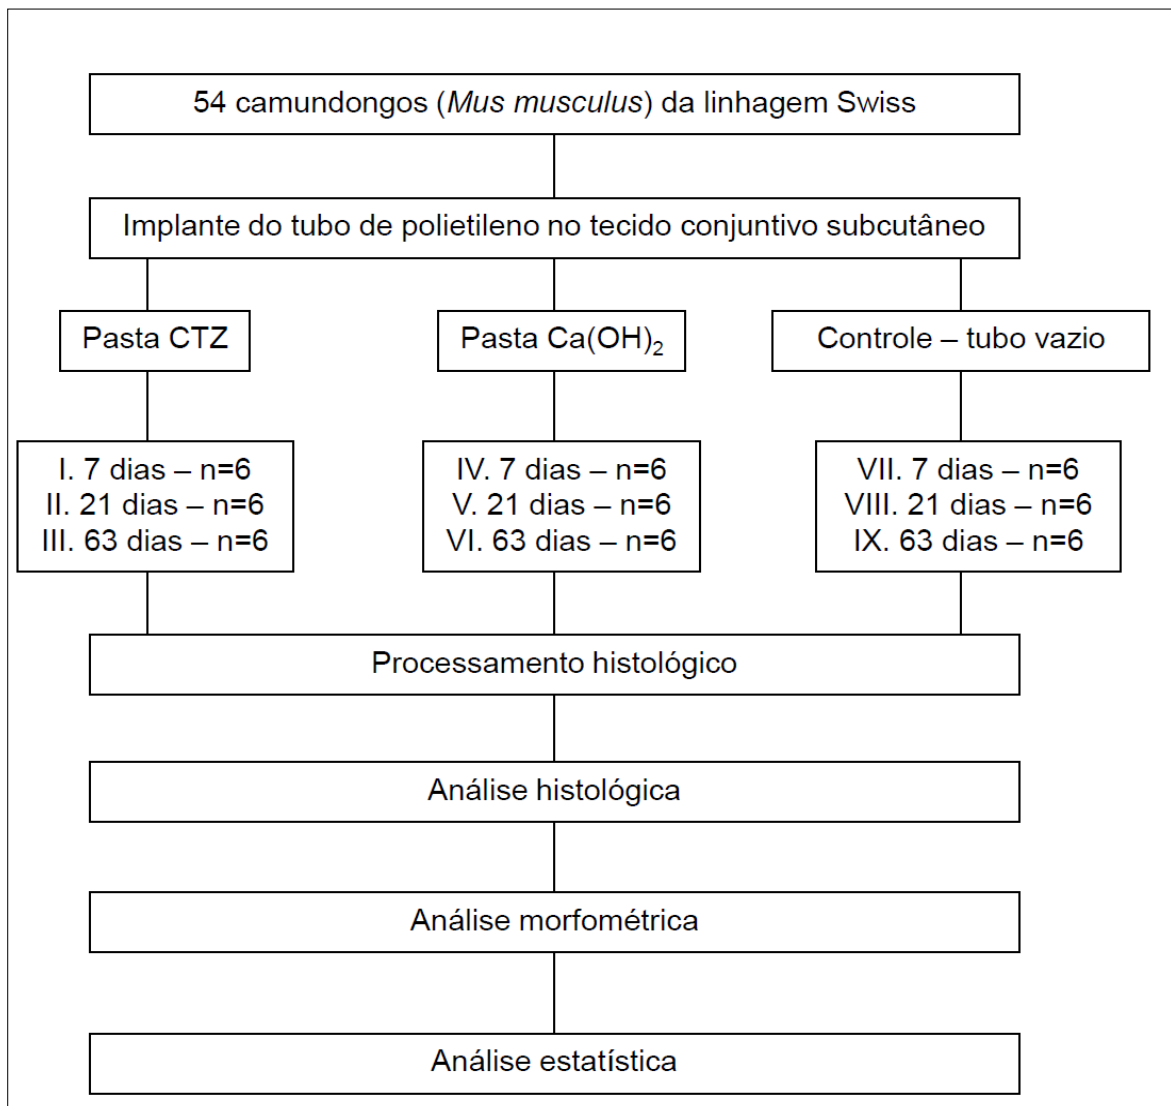 54 camundongos (Mus musculus) da linhagem Swiss
Implante do tubo de polietileno no tecido conjuntivo subcutâneo
Pasta CTZ
Pasta Ca(OH)₂
Controle – tubo vazio
I. 7 dias – n=6
II. 21 dias – n=6
III. 63 dias – n=6
IV. 7 dias – n=6
V. 21 dias – n=6
VI. 63 dias – n=6
VII. 7 dias – n=6
VIII. 21 dias – n=6
IX. 63 dias – n=6
Processamento histológico
Análise histológica
Análise morfométrica
Análise estatística